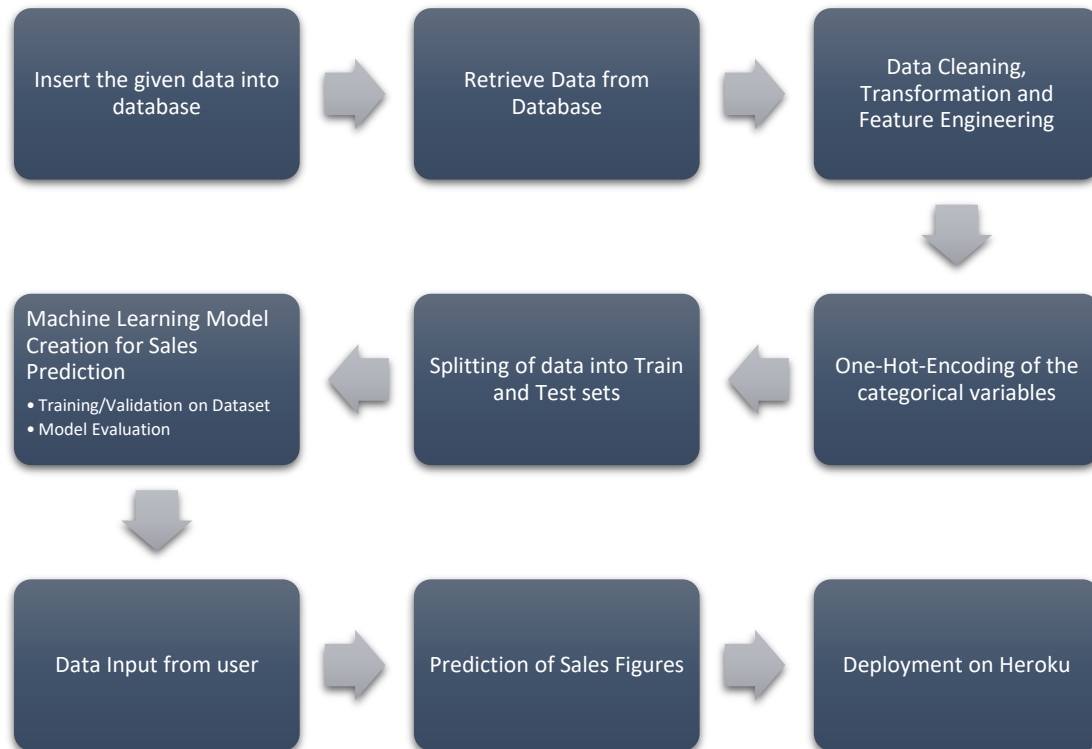 Insert the given data into
database
Retrieve Data from
Database
Data Cleaning,
Transformation and
Feature Engineering
One-Hot-Encoding of the
categorical variables
Splitting of data into Train
and Test sets
Machine Learning Model
Creation for Sales
Prediction
• Training/Validation on Dataset
• Model Evaluation
Data Input from user
Prediction of Sales Figures
Deployment on Heroku